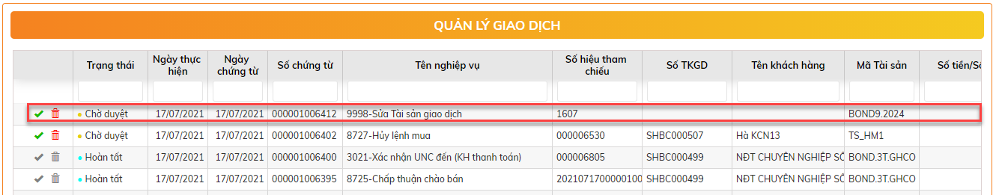 QUẢN LÝ GIAO DỊCH
Trạng thái Ngày thực hiện Ngày chứng từ Số chứng từ Tên nghiệp vụ Số hiệu tham chiếu Số TKGD Tên khách hàng Mã Tài sản Số tiền/Số
Chờ duyệt 17/07/2021 17/07/2021 000001006412 9998-Sửa Tài sản giao dịch 1607 BOND9.2024
Chờ duyệt 17/07/2021 17/07/2021 000001006402 8727-Hủy lệnh mua 000006530 SHBC000507 Hà KCN13 TS_HM1
Hoàn tất 17/07/2021 17/07/2021 000001006400 3021-Xác nhận UNC đến (KH thanh toán) 000006805 SHBC000499 NĐT CHUYÊN NGHIỆP SỐ BOND.3T.GHCO
Hoàn tất 17/07/2021 17/07/2021 000001006395 8725-Chấp thuận chào bán 2021071700000100 SHBC000499 NĐT CHUYÊN NGHIỆP SỐ BOND.3T.GHCO